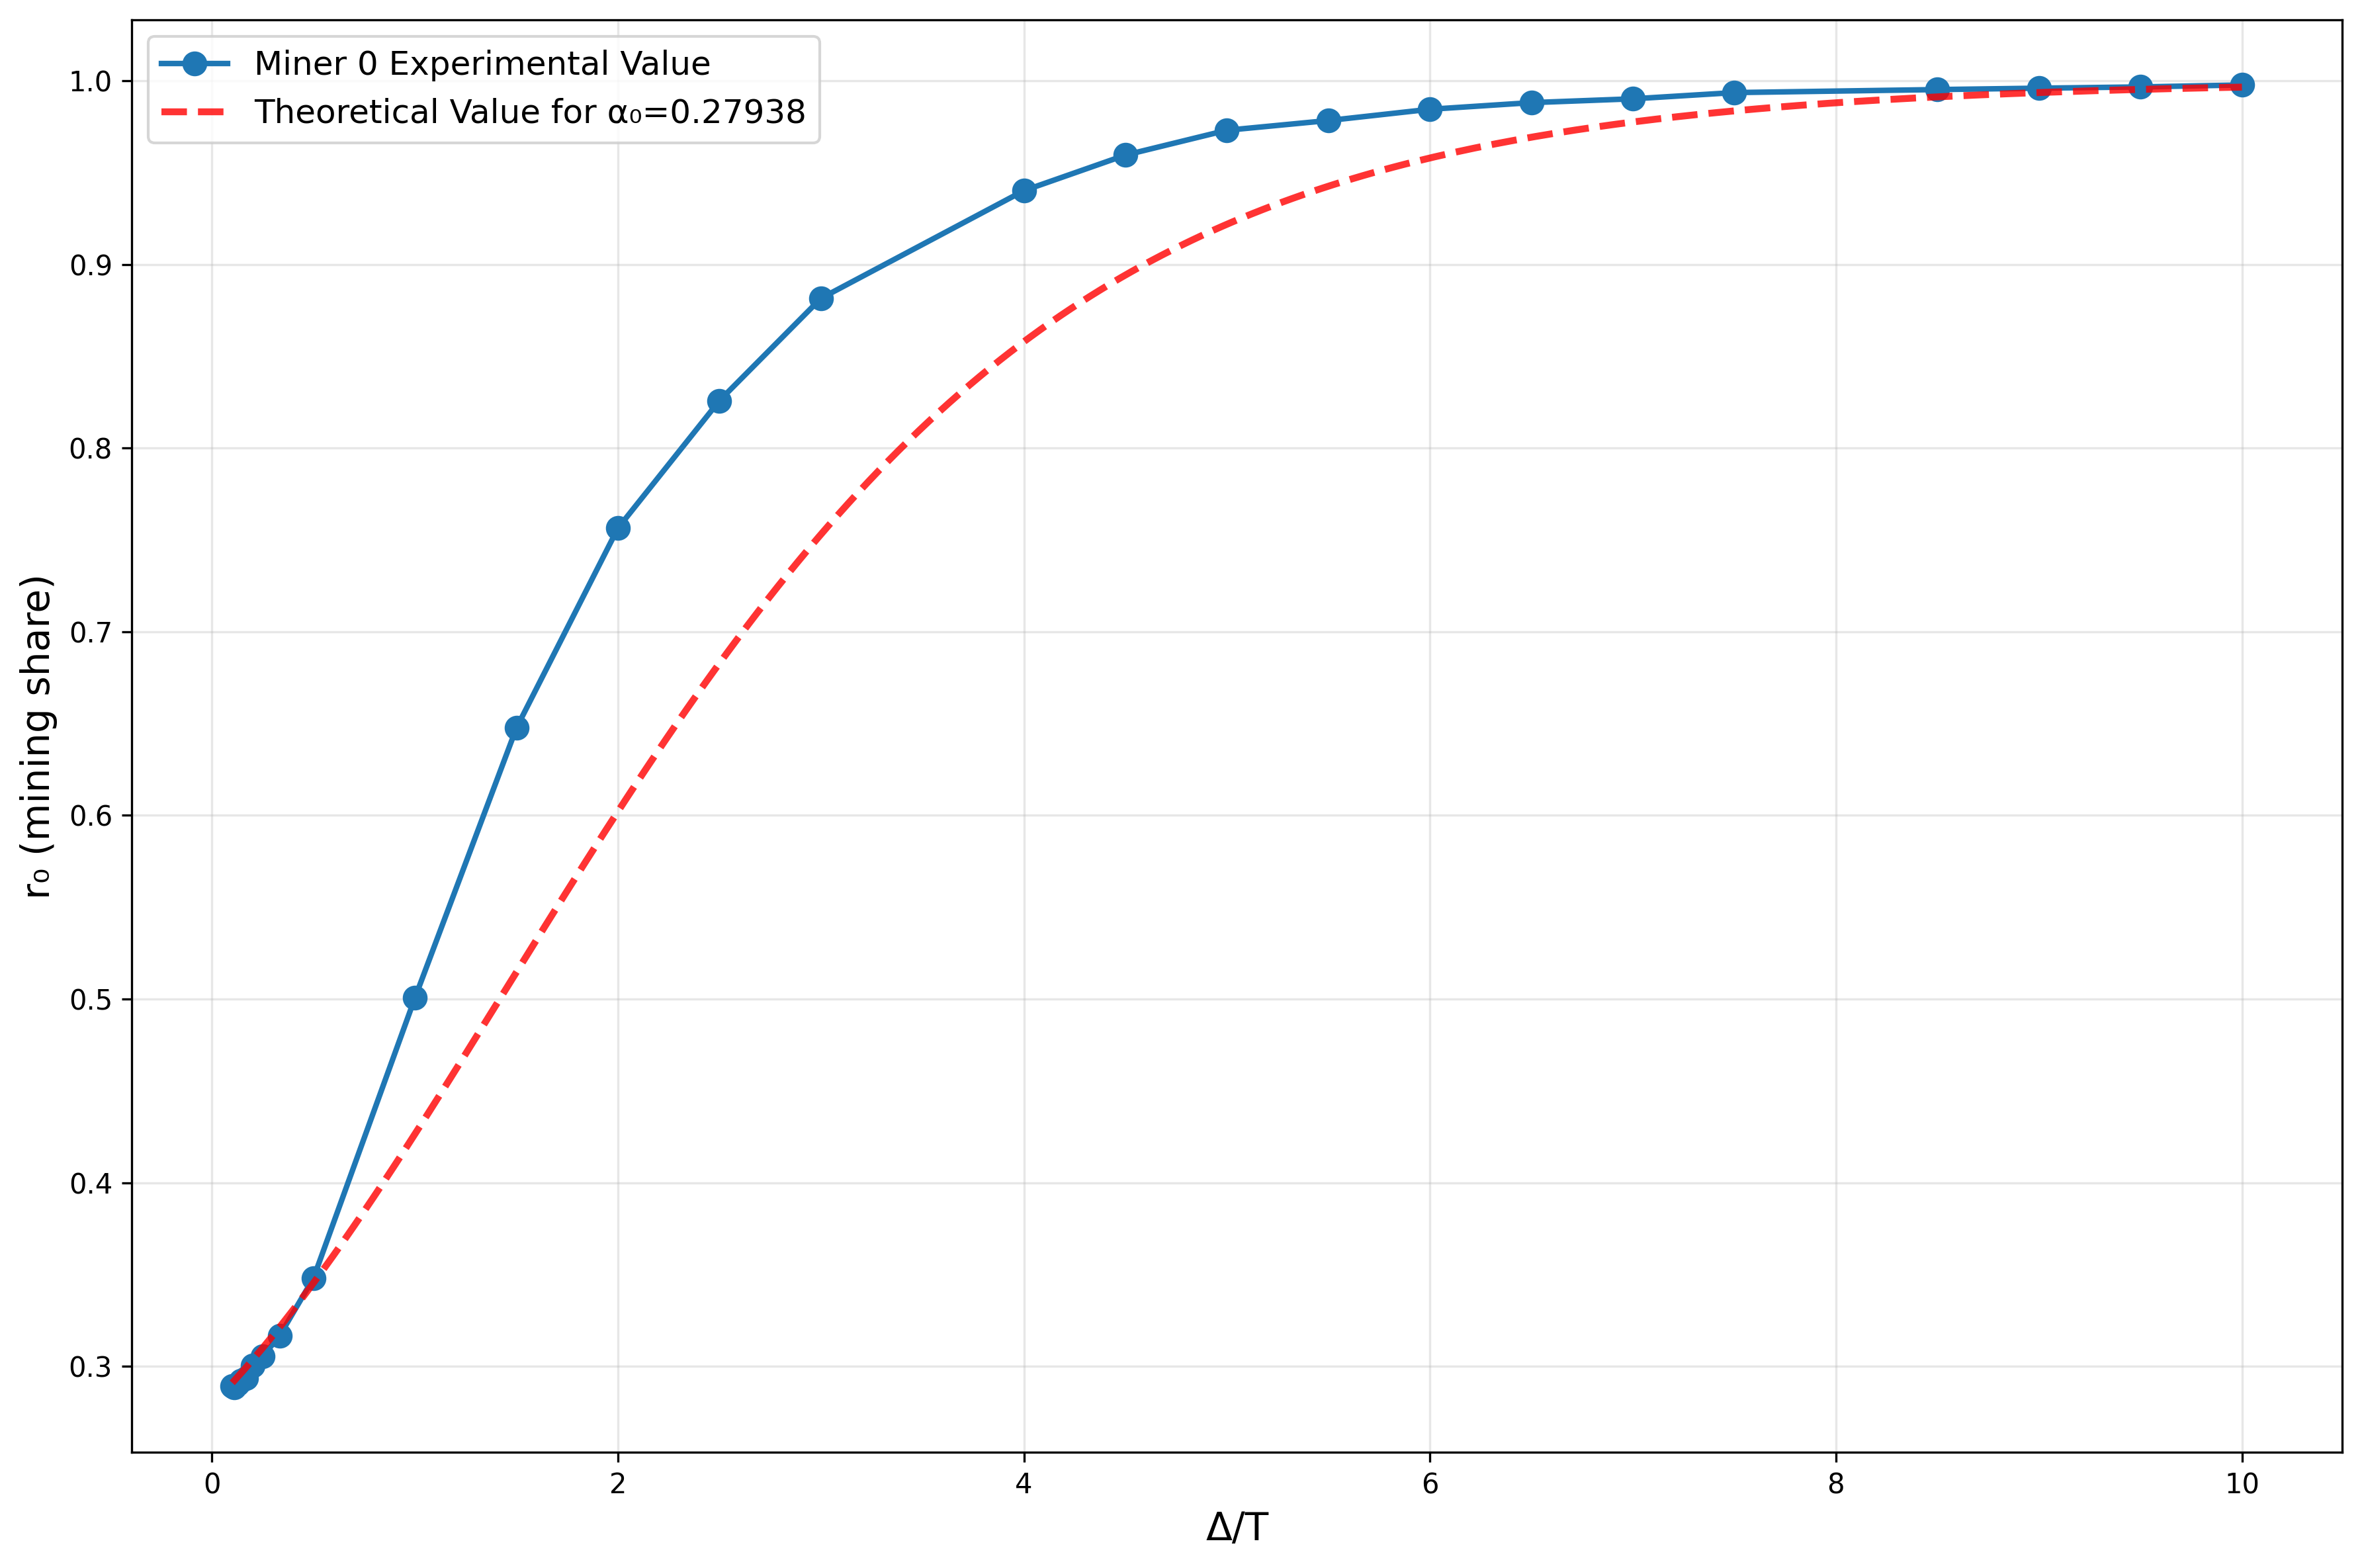 Miner 0 Experimental Value
Theoretical Value for α₀=0.27938
1.0
0.9
0.8
0.7
0.6
0.5
0.4
0.3
r₀ (mining share)
0 2 4 6 8 10
Δ/T